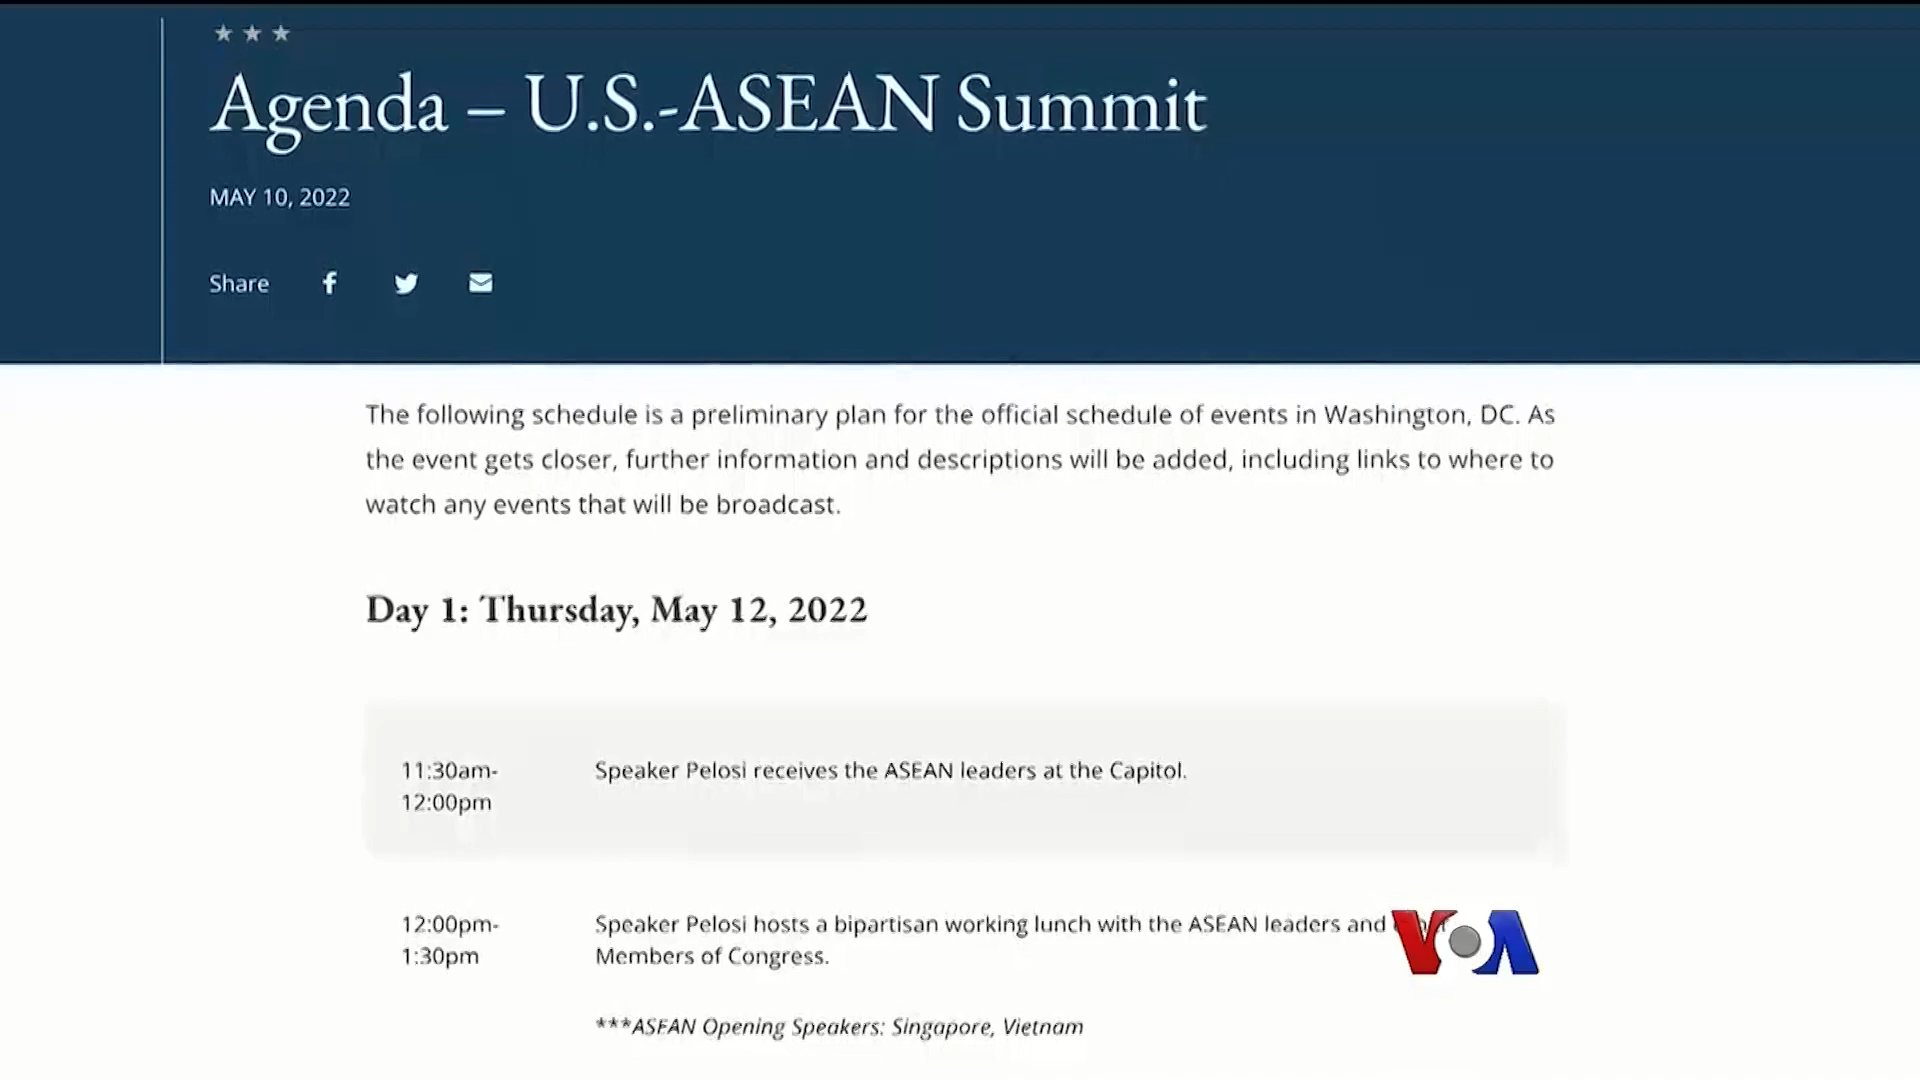 Agenda – U.S.-ASEAN Summit
MAY 10, 2022
Share
The following schedule is a preliminary plan for the official schedule of events in Washington, DC. As
the event gets closer, further information and descriptions will be added, including links to where to
watch any events that will be broadcast.
Day 1: Thursday, May 12, 2022
11:30am-
12:00pm
Speaker Pelosi receives the ASEAN leaders at the Capitol.
12:00pm-
1:30pm
Speaker Pelosi hosts a bipartisan working lunch with the ASEAN leaders and
Members of Congress.
***ASEAN Opening Speakers: Singapore, Vietnam
VOA